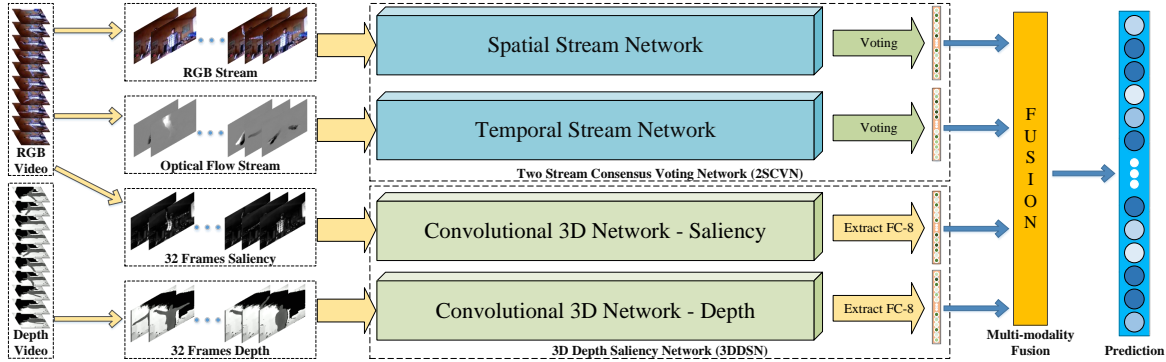 RGB
Video
Depth
Video
RGB Stream
Optical Flow Stream
32 Frames Saliency
32 Frames Depth
Spatial Stream Network
Voting
Temporal Stream Network
Voting
Two Stream Consensus Voting Network (2SCVN)
Convolutional 3D Network - Saliency
Extract FC-8
Convolutional 3D Network - Depth
Extract FC-8
3D Depth Saliency Network (3DDSN)
FUSION
Multi-modality
Fusion
Prediction